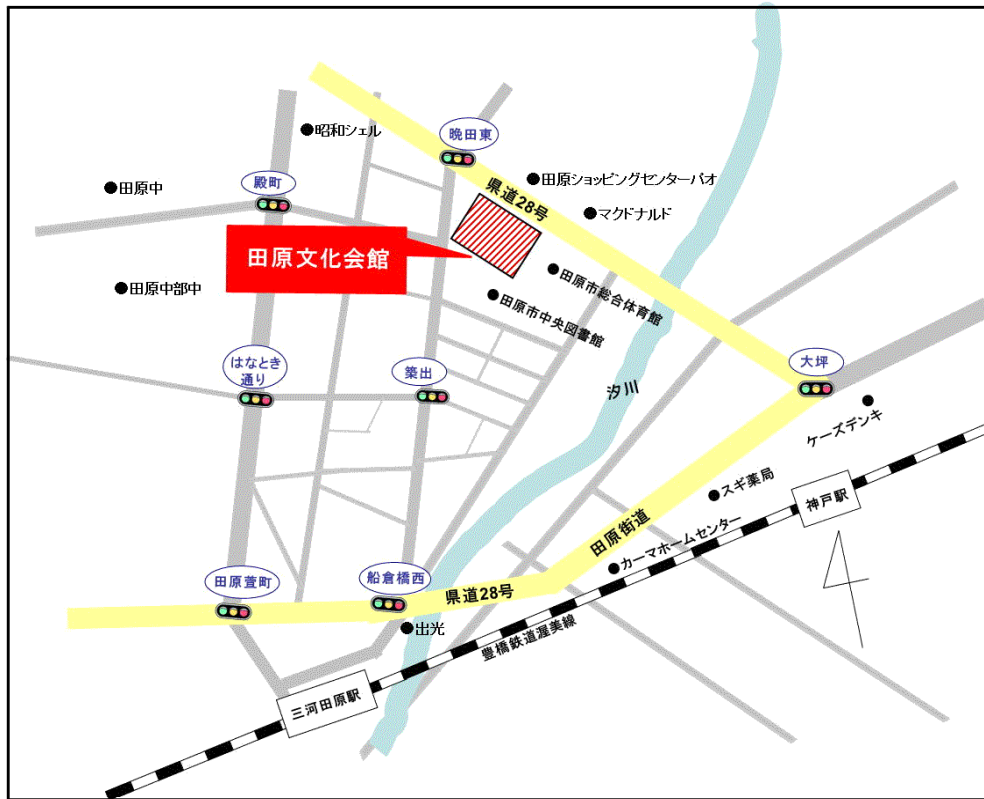 昭和シェル
晩田東
殿町
田原中
県道28号
田原ショッピングセンターパオ
マクドナルド
田原文化会館
田原市総合体育館
田原中部中
田原市中央図書館
はなとき
通り
築出
大坪
汐川
ケーズデンキ
スギ薬局
神戸駅
田原街道
カーマホームセンター
田原萱町
船倉橋西
県道28号
出光
豊橋鉄道渥美線
三河田原駅